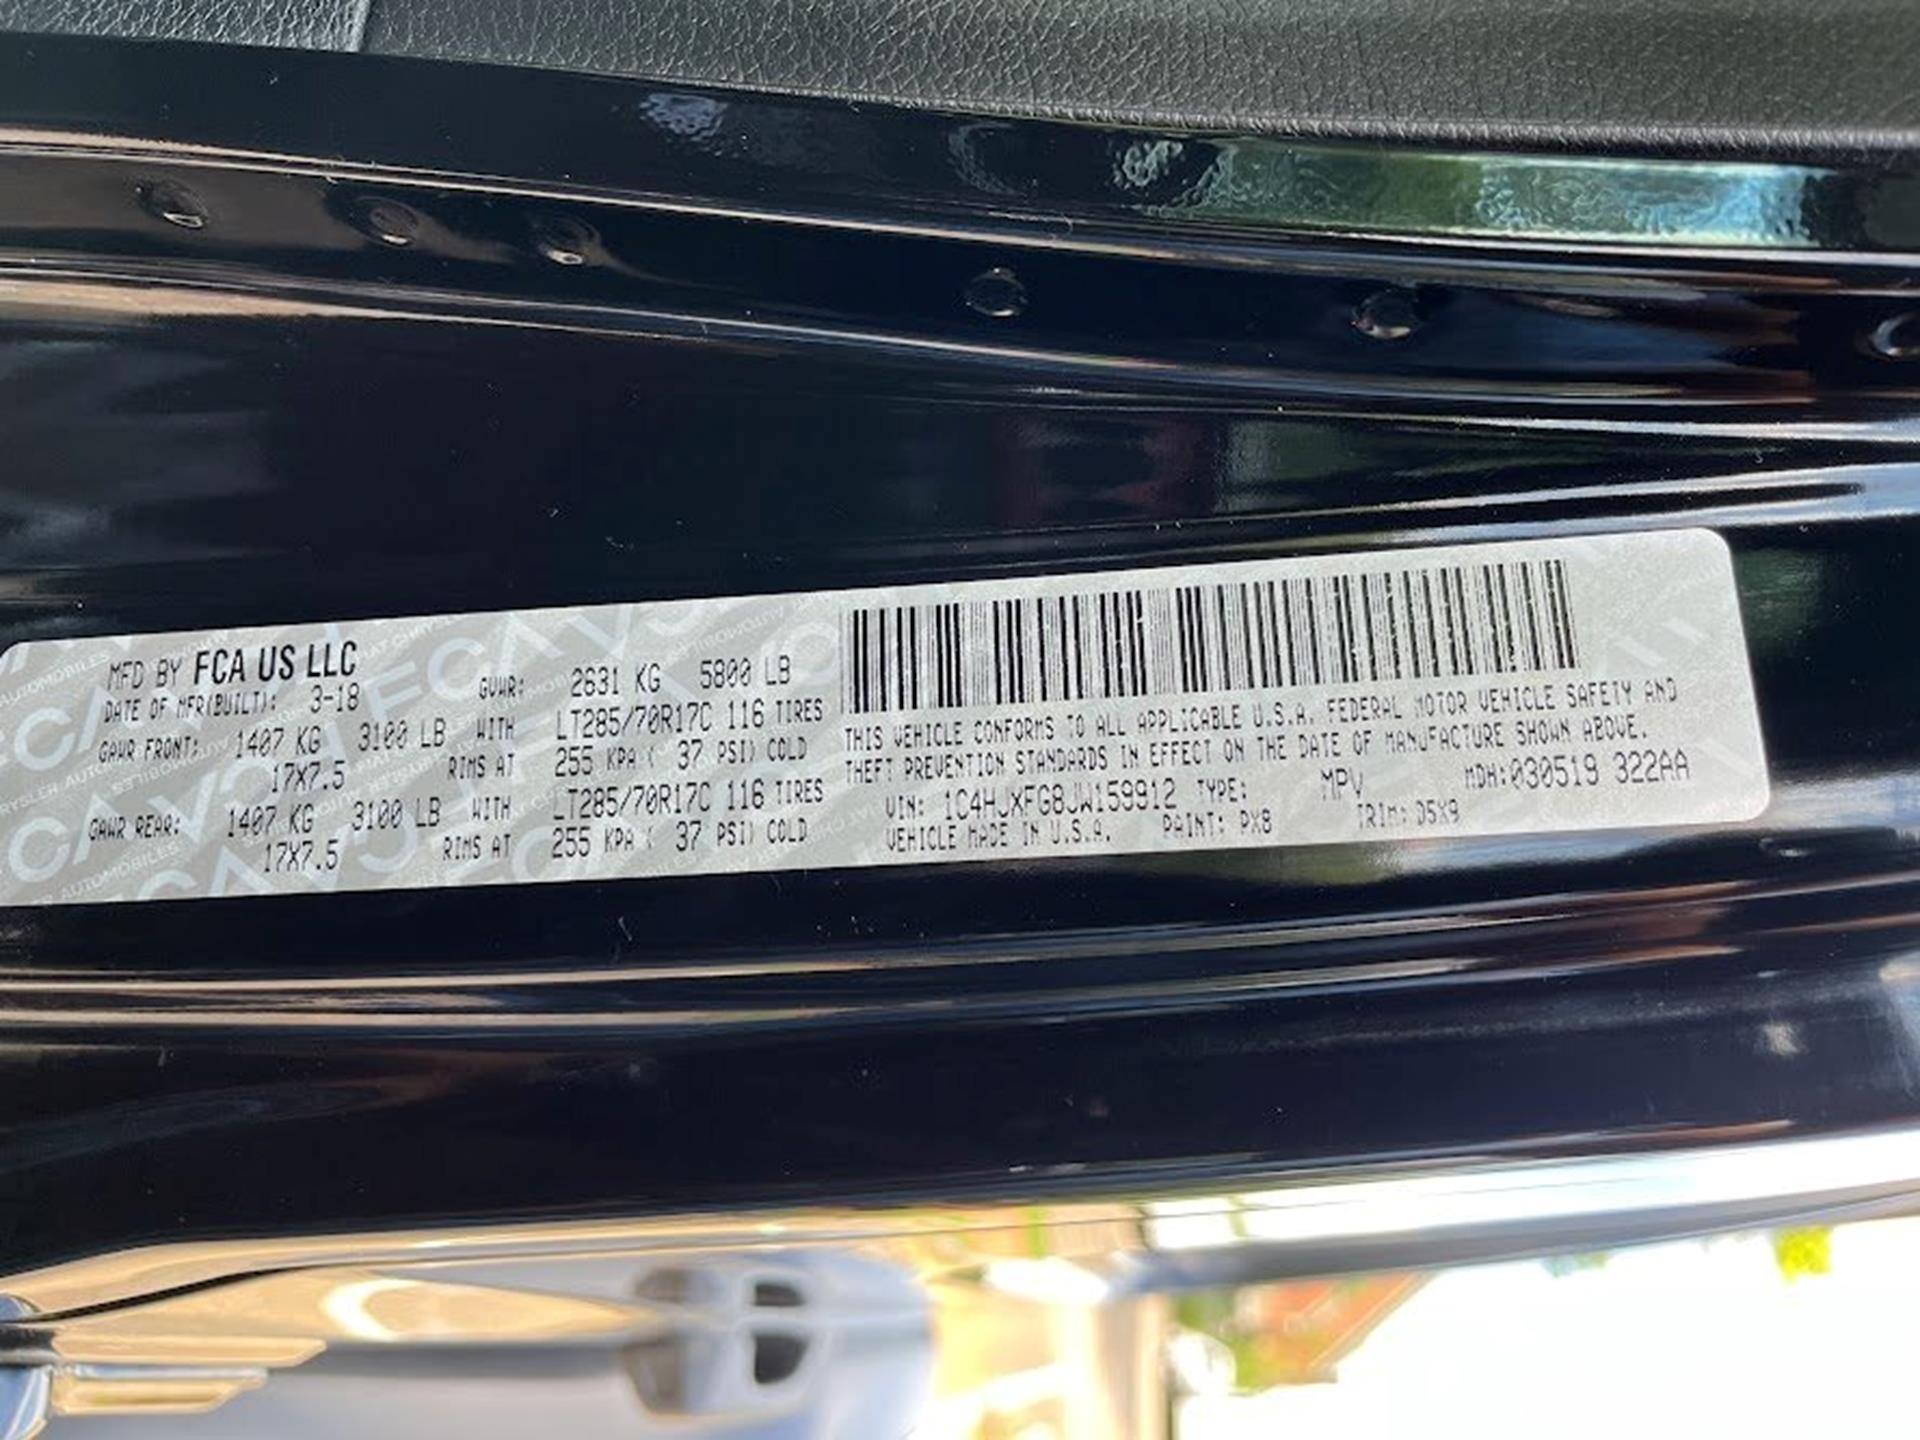 MFD BY FCA US LLC
DATE OF MFR(BUILT): 3-18 GVWR: 2631 KG 5800 LB
GAWR FRONT: 1407 KG 3100 LB WITH LT285/70R17C 116 TIRES
17X7.5 RIMS AT 255 KPA ( 37 PSI) COLD
GAWR REAR: 1407 KG 3100 LB WITH LT285/70R17C 116 TIRES
17X7.5 RIMS AT 255 KPA ( 37 PSI) COLD
THIS VEHICLE CONFORMS TO ALL APPLICABLE U.S.A. FEDERAL MOTOR VEHICLE SAFETY AND
THEFT PREVENTION STANDARDS IN EFFECT ON THE DATE OF MANUFACTURE SHOWN ABOVE.
MDH:030519 322AA
VIN: 1C4HJXFG8JW159912 TYPE: MPV
VEHICLE MADE IN U.S.A. PAINT: PX8 TRIM: D5X9